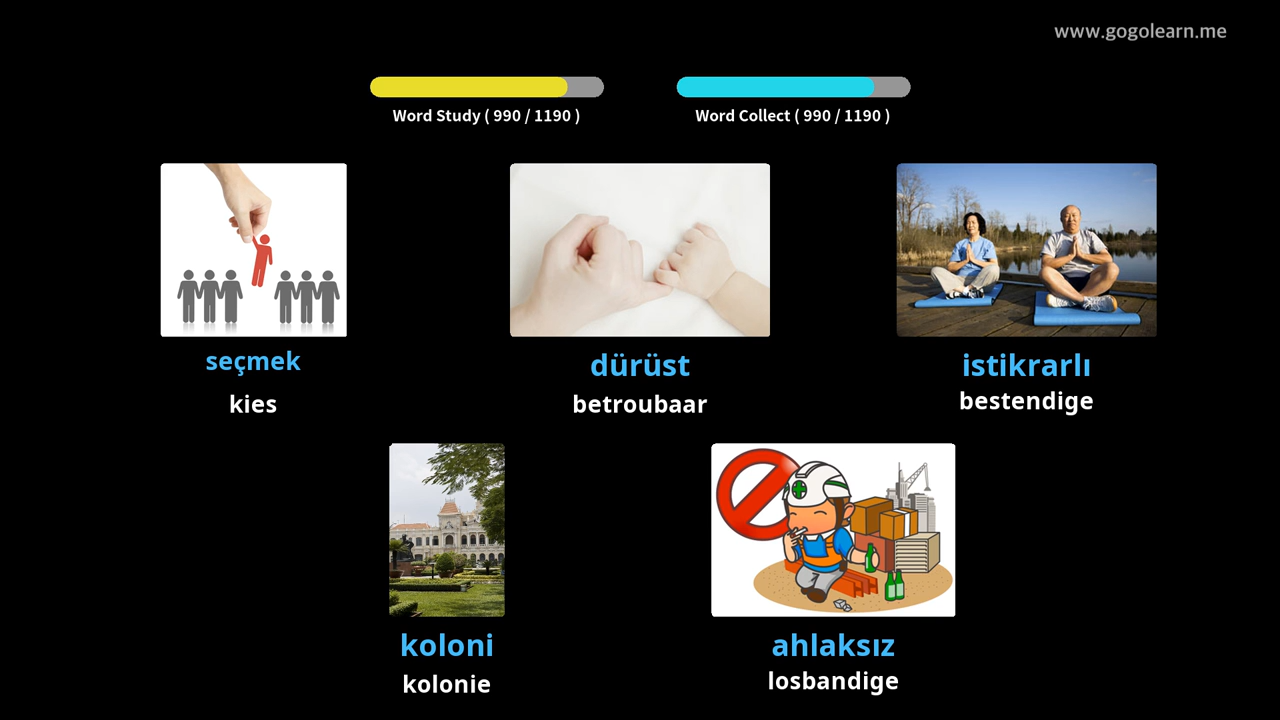 www.gogolearn.me
Word Study ( 990 / 1190 )
Word Collect ( 990 / 1190 )
seçmek
kies
dürüst
betroubaar
istikrarlı
bestendige
koloni
kolonie
ahlaksız
losbandige